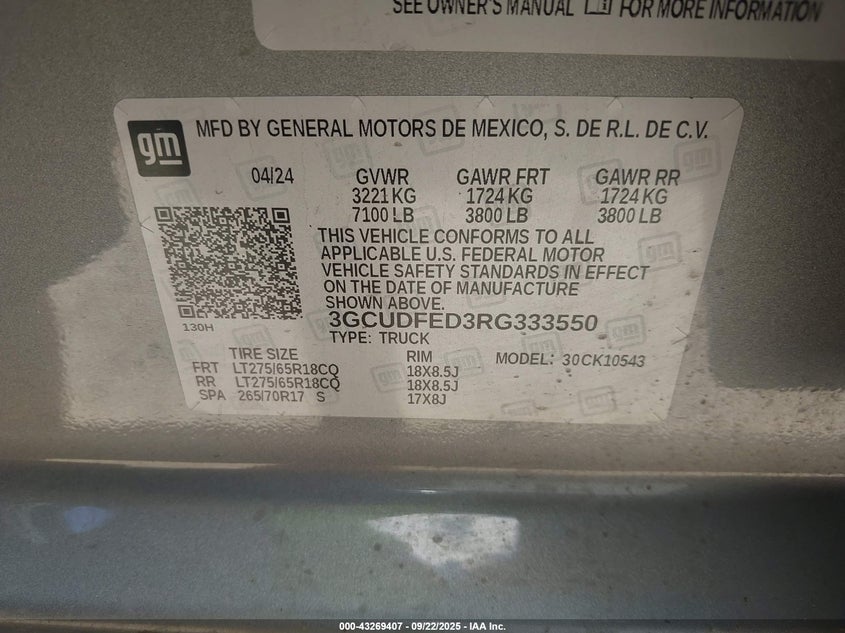 SEE OWNER'S MANUAL FOR MORE INFORMATION
gm
MFD BY GENERAL MOTORS DE MEXICO, S. DE R.L. DE C.V.
04/24 GVWR GAWR FRT GAWR RR
3221 KG 1724 KG 1724 KG
7100 LB 3800 LB 3800 LB
THIS VEHICLE CONFORMS TO ALL
APPLICABLE U.S. FEDERAL MOTOR
VEHICLE SAFETY STANDARDS IN EFFECT
ON THE DATE OF MANUFACTURE
SHOWN ABOVE.
130H
3GCUDFED3RG333550
TYPE: TRUCK
TIRE SIZE RIM MODEL: 30CK10543
FRT LT275/65R18CQ 18X8.5J
RR LT275/65R18CQ 18X8.5J
SPA 265/70R17 S 17X8J
000-43269407 - 09/22/2025 - IAA Inc.